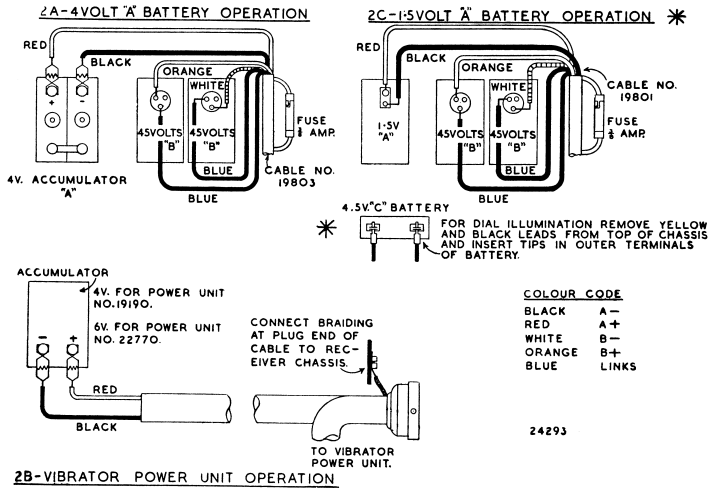 2A-4VOLT "A" BATTERY OPERATION
RED
BLACK
ORANGE
WHITE
+ -
45VOLTS "B"
45VOLTS "B"
FUSE
AMP.
BLUE
CABLE NO.
19803
4V. ACCUMULATOR
"A"
BLUE
2C-1·5VOLT "A" BATTERY OPERATION *
RED
BLACK
ORANGE
WHITE
CABLE NO.
19801
1·5V
"A"
45VOLTS
"B"
45VOLTS
"B"
FUSE
AMP.
BLUE
BLUE
4.5V."C" BATTERY
*
FOR DIAL ILLUMINATION REMOVE YELLOW
AND BLACK LEADS FROM TOP OF CHASSIS
AND INSERT TIPS IN OUTER TERMINALS
OF BATTERY.
ACCUMULATOR
4V. FOR POWER UNIT
NO.19190.
6V. FOR POWER UNIT
NO. 22770.
- +
RED
BLACK
CONNECT BRAIDING
AT PLUG END OF
CABLE TO REC-
EIVER CHASSIS.
TO VIBRATOR
POWER UNIT.
COLOUR CODE
BLACK A-
RED A+
WHITE B-
ORANGE B+
BLUE LINKS
24293
2B-VIBRATOR POWER UNIT OPERATION